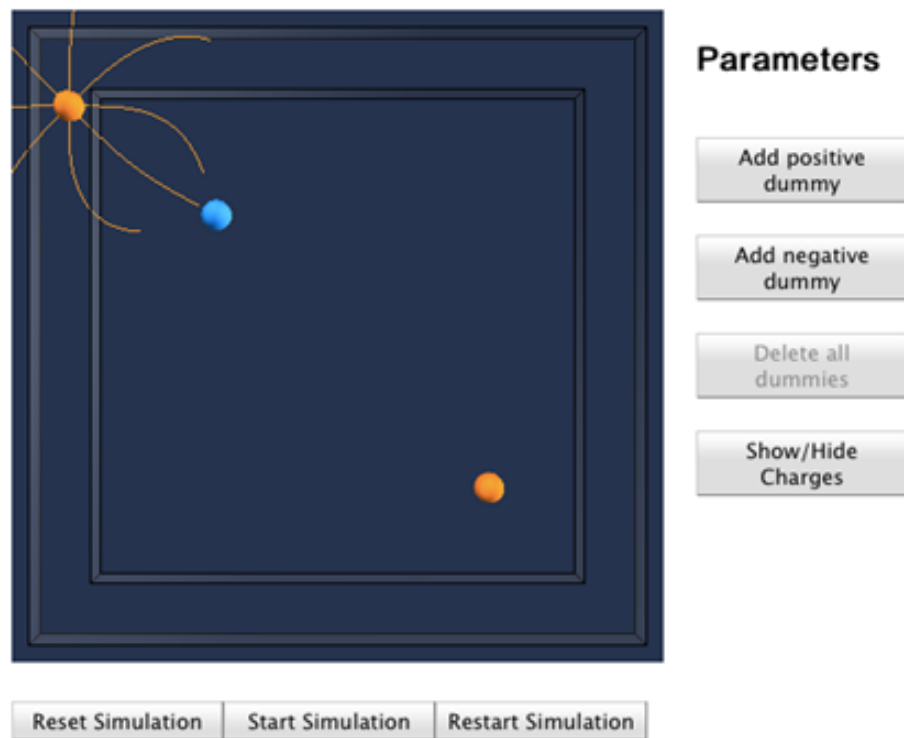 Parameters
Add positive
dummy
Add negative
dummy
Delete all
dummies
Show/Hide
Charges
Reset Simulation
Start Simulation
Restart Simulation